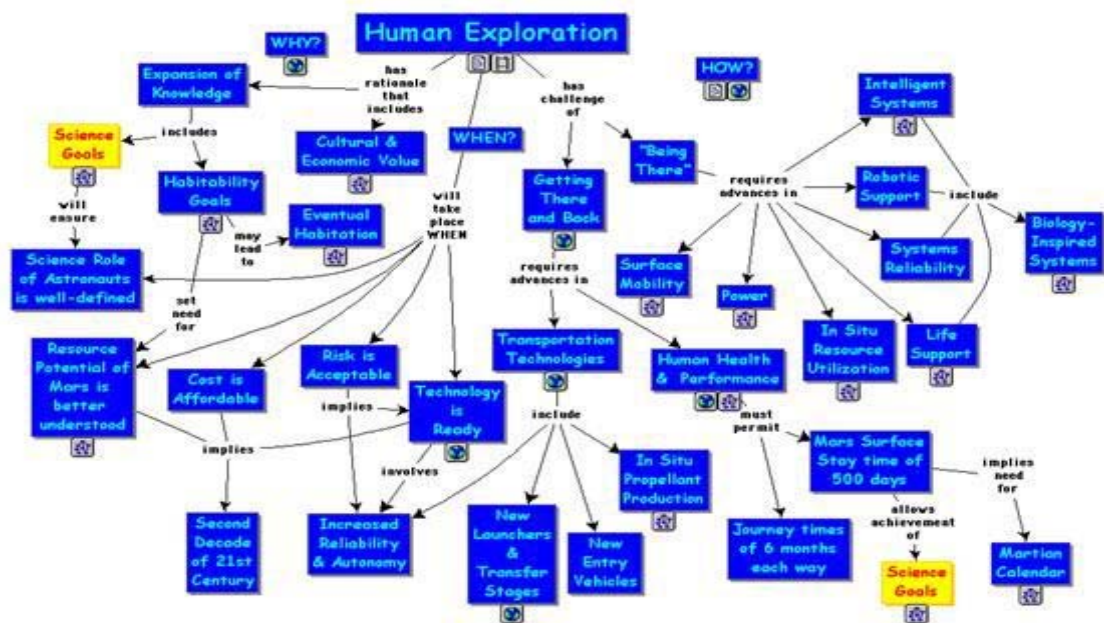 Human Exploration
WHY?
Expansion of
Knowledge
has
rationale
that
includes
includes
Science
Goals
Cultural &
Economic Value
WHEN?
Habitability
Goals
Eventual
Habitation
may
lead
to
will
ensure
Science Role
of Astronauts
is well-defined
set
need
for
will
take
place
WHEN
Resource
Potential of
Mars is
better
understood
Cost is
Affordable
Risk is
Acceptable
Technology
is
Ready
implies
implies
involves
Second
Decade
of 21st
Century
Increased
Reliability
& Autonomy
has
challenge
of
HOW?
"Being
There"
Getting
There
and Back
requires
advances in
Transportation
Technologies
include
New
Launchers
&
Transfer
Stages
New
Entry
Vehicles
In Situ
Propellant
Production
Human Health
& Performance
must
permit
Journey times
of 6 months
each way
Mars Surface
Stay time of
500 days
allows
achievement
of
Science
Goals
implies
need
for
Martian
Calendar
requires
advances in
Surface
Mobility
Power
In Situ
Resource
Utilization
Life
Support
Systems
Reliability
Robotic
Support
Intelligent
Systems
include
Biology-
Inspired
Systems